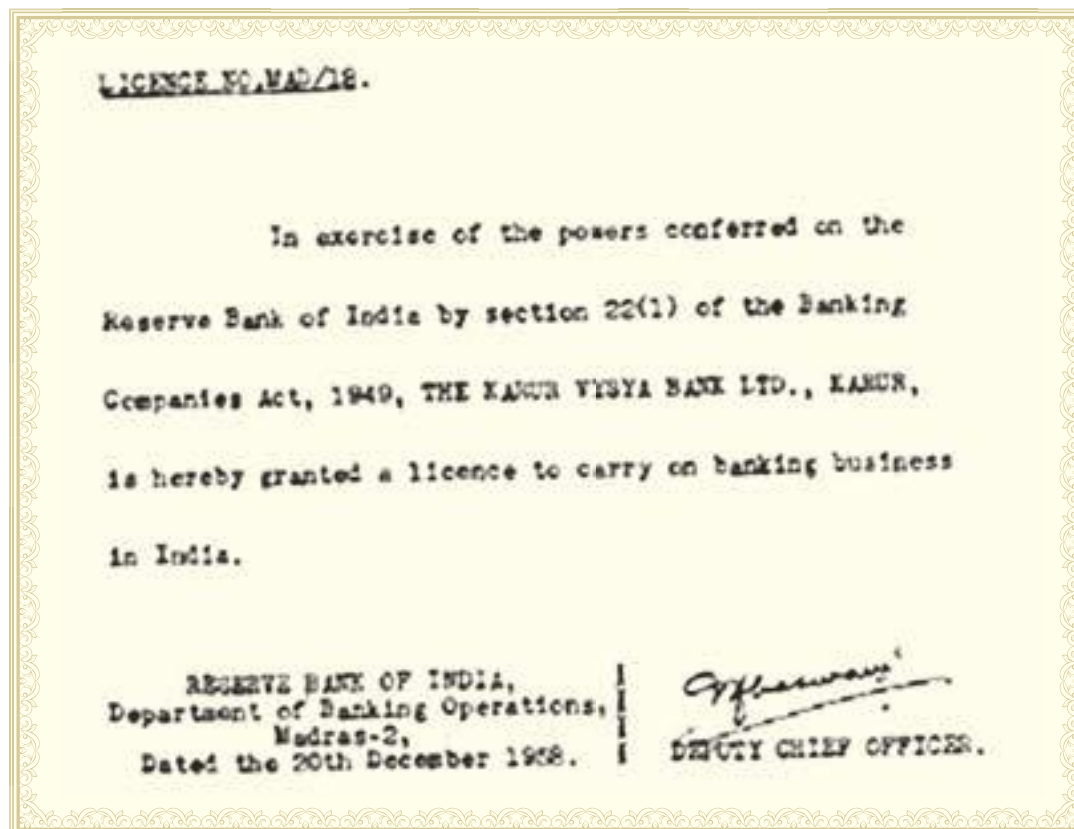 LICENCE NO.MAD/18.
In exercise of the powers conferred on the
Reserve Bank of India by section 22(1) of the Banking
Companies Act, 1949, THE KARUR VYSYA BANK LTD., KARUR,
is hereby granted a licence to carry on banking business
in India.
RESERVE BANK OF INDIA,
Department of Banking Operations,
Madras-2,
Dated the 20th December 1958.
DEPUTY CHIEF OFFICER.